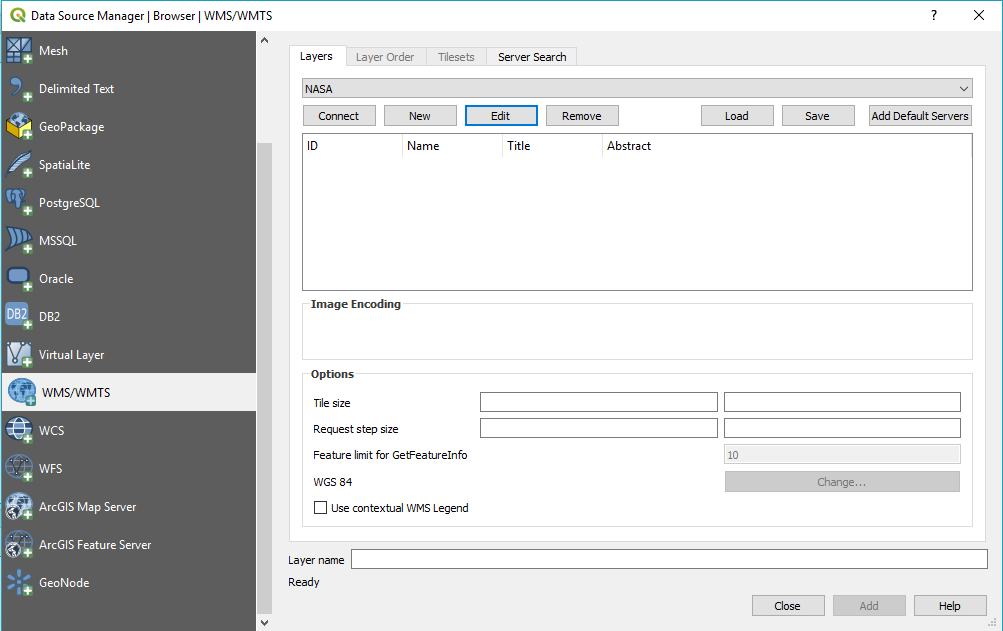 Data Source Manager | Browser | WMS/WMTS
?
Mesh
Delimited Text
GeoPackage
SpatiaLite
PostgreSQL
MSSQL
Oracle
DB2
DB2
Virtual Layer
WMS/WMTS
WCS
WFS
ArcGIS Map Server
ArcGIS Feature Server
GeoNode
Layers Layer Order Tilesets Server Search
NASA
Connect New Edit Remove Load Save Add Default Servers
ID Name Title Abstract
Image Encoding
Options
Tile size
Request step size
Feature limit for GetFeatureInfo 10
WGS 84 Change...
Use contextual WMS Legend
Layer name
Ready
Close Add Help